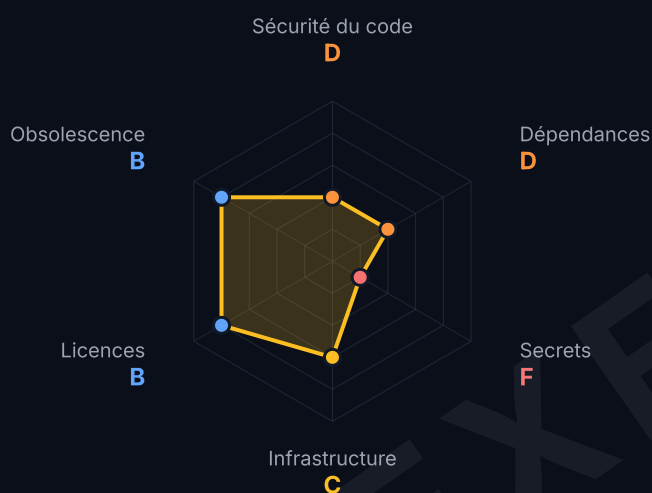 Sécurité du code
D
Obsolescence
B
Dépendances
D
Licences
B
Secrets
F
Infrastructure
C